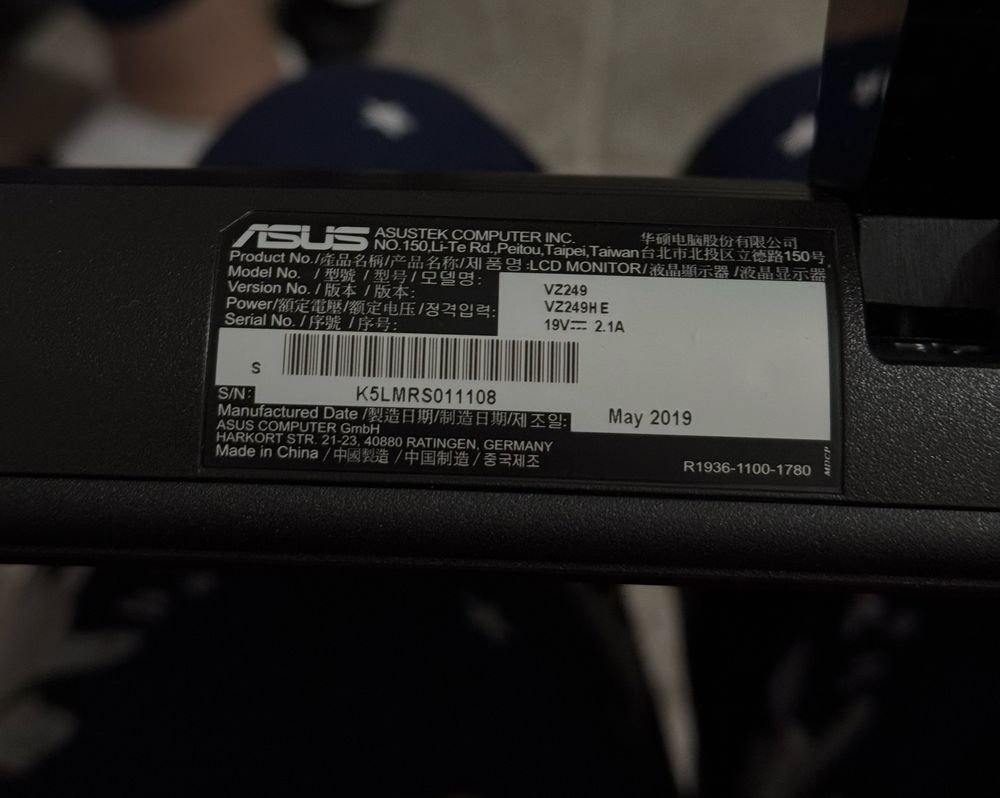 ASUS ASUSTEK COMPUTER INC. 华硕电脑股份有限公司
NO.150,Li-Te Rd.,Peitou,Taipei,Taiwan 台北市北投区立德路150号
Product No./產品名稱/产品名称/제품명:LCD MONITOR/液晶顯示器/液晶显示器
Model No. / 型號 / 型号 / 모델명: VZ249
Version No. / 版本 / 版本: VZ249HE
Power/額定電壓/额定电压/정격입력: 19V⎓ 2.1A
Serial No. / 序號 / 序号:
S
S/N: K5LMRS011108
Manufactured Date /製造日期/制造日期/제조일: May 2019
ASUS COMPUTER GmbH
HARKORT STR. 21-23, 40880 RATINGEN, GERMANY
Made in China / 中國製造 / 中国制造 / 중국제조
R1936-1100-1780
MDCP